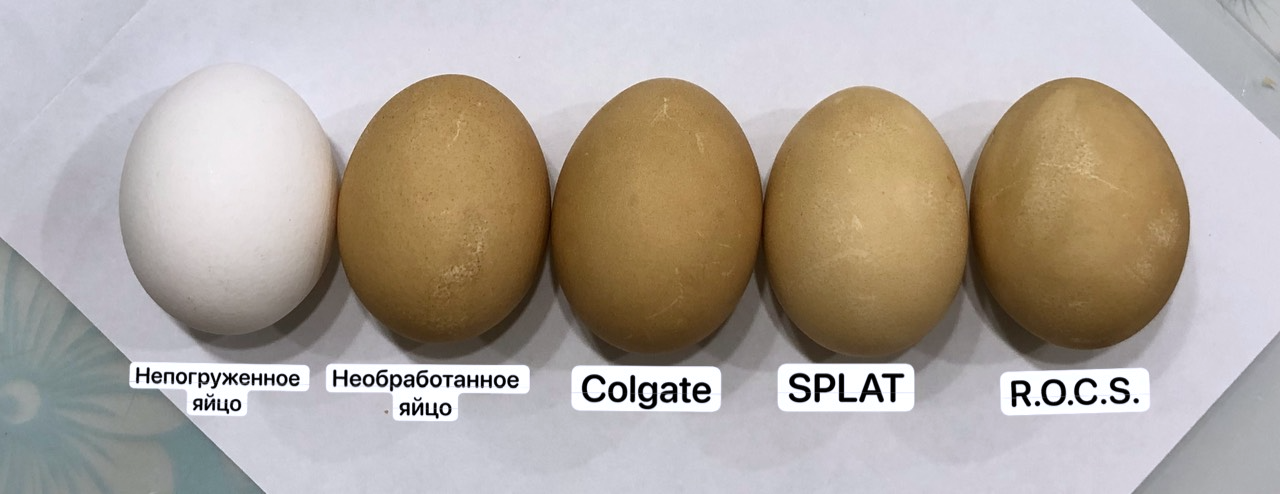 Непогруженное
яйцо
Необработанное
яйцо
Colgate
SPLAT
R.O.C.S.